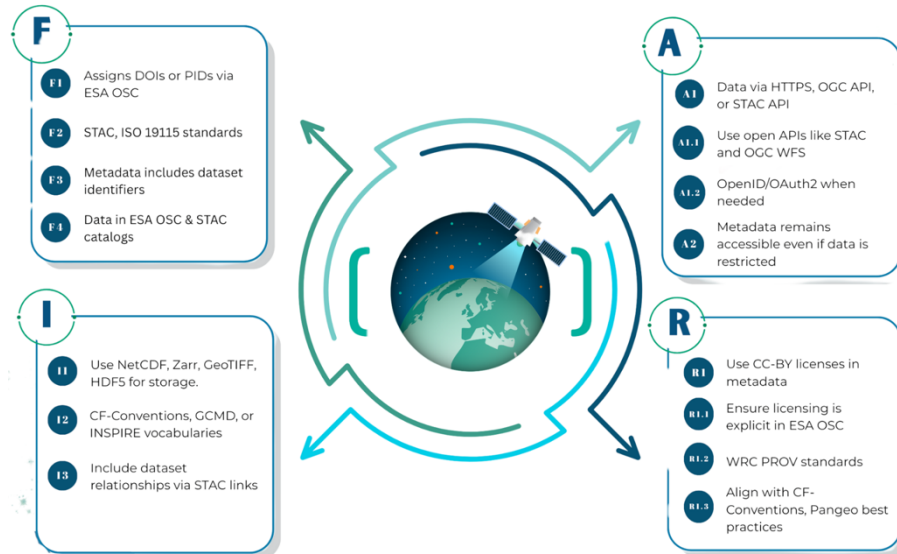 F
F1 Assigns DOIs or PIDs via
ESA OSC
F2 STAC, ISO 19115 standards
F3 Metadata includes dataset
identifiers
F4 Data in ESA OSC & STAC
catalogs
A
A1 Data via HTTPS, OGC API,
or STAC API
A1.1 Use open APIs like STAC
and OGC WFS
A1.2 OpenID/OAuth2 when
needed
A2 Metadata remains
accessible even if data is
restricted
I
I1 Use NetCDF, Zarr, GeoTIFF,
HDF5 for storage.
I2 CF-Conventions, GCMD, or
INSPIRE vocabularies
I3 Include dataset
relationships via STAC links
R
R1 Use CC-BY licenses in
metadata
R1.1 Ensure licensing is
explicit in ESA OSC
R1.2 WRC PROV standards
R1.3 Align with CF-
Conventions, Pangeo best
practices